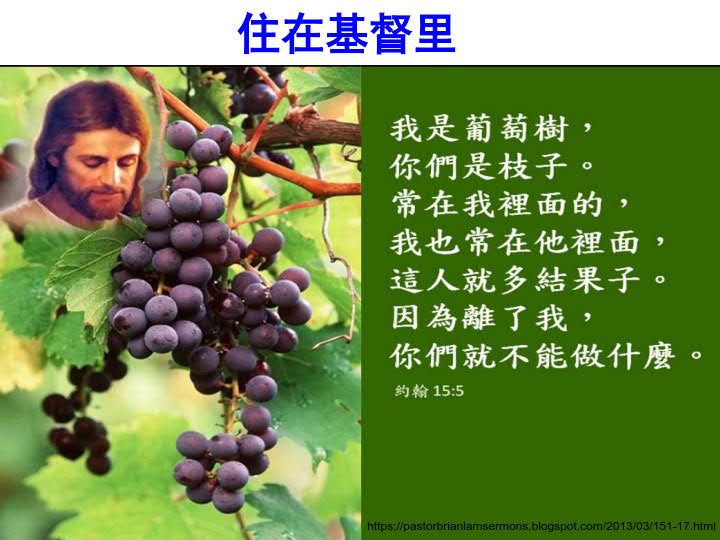 住在基督里
我是葡萄樹，
你們是枝子。
常在我裡面的，
我也常在他裡面，
這人就多結果子。
因為離了我，
你們就不能做什麼。
約翰 15:5
https://pastorbrianlamsermons.blogspot.com/2013/03/151-17.html